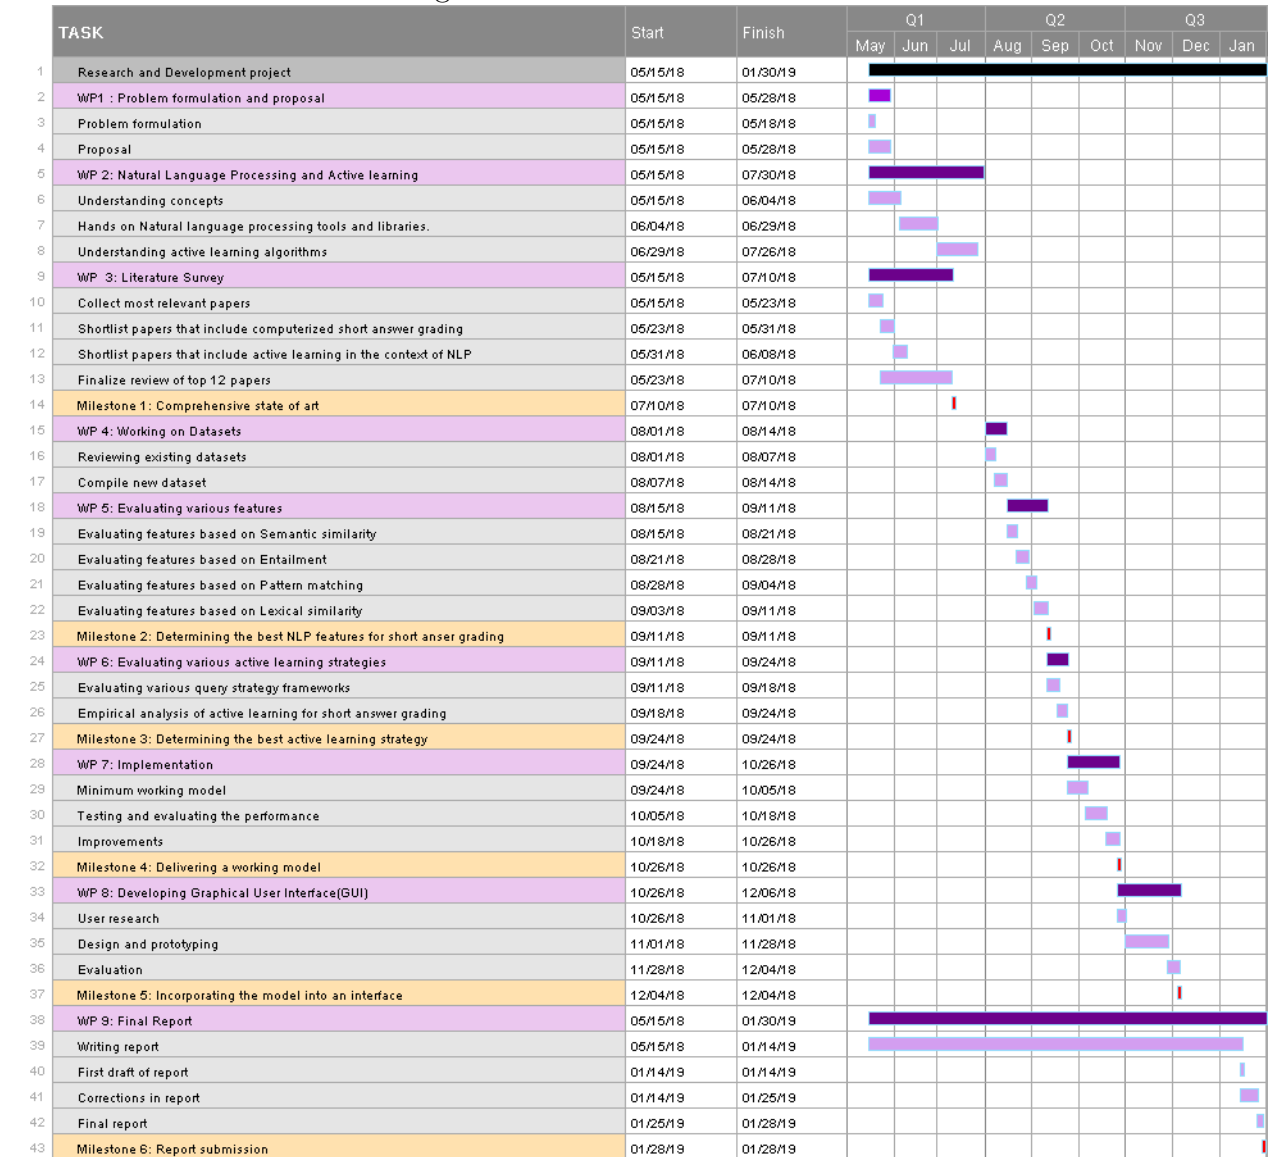 TASK Start Finish Q1 Q2 Q3
May Jun Jul Aug Sep Oct Nov Dec Jan
1 Research and Development project 05/15/18 01/30/19
2 WP1 : Problem formulation and proposal 05/15/18 05/28/18
3 Problem formulation 05/15/18 05/18/18
4 Proposal 05/15/18 05/28/18
5 WP 2: Natural Language Processing and Active learning 05/15/18 07/30/18
6 Understanding concepts 05/15/18 06/04/18
7 Hands on Natural language processing tools and libraries. 06/04/18 06/29/18
8 Understanding active learning algorithms 06/29/18 07/26/18
9 WP 3: Literature Survey 05/15/18 07/10/18
10 Collect most relevant papers 05/15/18 05/23/18
11 Shortlist papers that include computerized short answer grading 05/23/18 05/31/18
12 Shortlist papers that include active learning in the context of NLP 05/31/18 06/08/18
13 Finalize review of top 12 papers 05/23/18 07/10/18
14 Milestone 1: Comprehensive state of art 07/10/18 07/10/18
15 WP 4: Working on Datasets 08/01/18 08/14/18
16 Reviewing existing datasets 08/01/18 08/07/18
17 Compile new dataset 08/07/18 08/14/18
18 WP 5: Evaluating various features 08/15/18 09/11/18
19 Evaluating features based on Semantic similarity 08/15/18 08/21/18
20 Evaluating features based on Entailment 08/21/18 08/28/18
21 Evaluating features based on Pattern matching 08/28/18 09/04/18
22 Evaluating features based on Lexical similarity 09/03/18 09/11/18
23 Milestone 2: Determining the best NLP features for short anser grading 09/11/18 09/11/18
24 WP 6: Evaluating various active learning strategies 09/11/18 09/24/18
25 Evaluating various query strategy frameworks 09/11/18 09/18/18
26 Empirical analysis of active learning for short answer grading 09/18/18 09/24/18
27 Milestone 3: Determining the best active learning strategy 09/24/18 09/24/18
28 WP 7: Implementation 09/24/18 10/26/18
29 Minimum working model 09/24/18 10/05/18
30 Testing and evaluating the performance 10/05/18 10/18/18
31 Improvements 10/18/18 10/26/18
32 Milestone 4: Delivering a working model 10/26/18 10/26/18
33 WP 8: Developing Graphical User Interface(GUI) 10/26/18 12/06/18
34 User research 10/26/18 11/01/18
35 Design and prototyping 11/01/18 11/28/18
36 Evaluation 11/28/18 12/04/18
37 Milestone 5: Incorporating the model into an interface 12/04/18 12/04/18
38 WP 9: Final Report 05/15/18 01/30/19
39 Writing report 05/15/18 01/14/19
40 First draft of report 01/14/19 01/14/19
41 Corrections in report 01/14/19 01/25/19
42 Final report 01/25/19 01/28/19
43 Milestone 6: Report submission 01/28/19 01/28/19